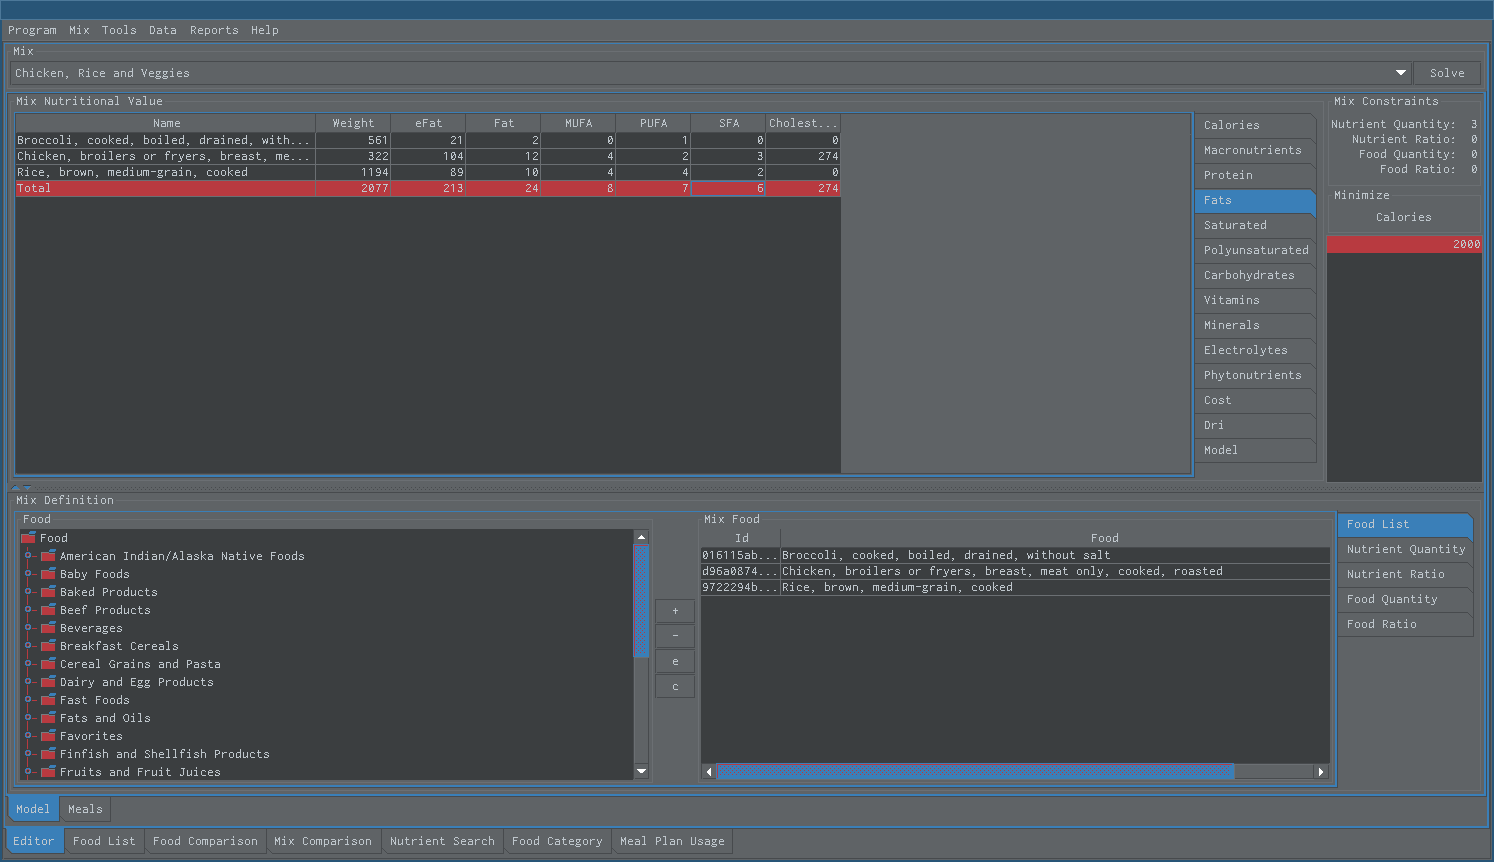 Program Mix Tools Data Reports Help
Mix
Chicken, Rice and Veggies
Solve
Mix Nutritional Value
Name Weight eFat Fat MUFA PUFA SFA Cholest...
Broccoli, cooked, boiled, drained, with... 561 21 2 0 1 0 0
Chicken, broilers or fryers, breast, me... 322 104 12 4 2 3 274
Rice, brown, medium-grain, cooked 1194 89 10 4 4 2 0
Total 2077 213 24 8 7 6 274
Calories
Macronutrients
Protein
Fats
Saturated
Polyunsaturated
Carbohydrates
Vitamins
Minerals
Electrolytes
Phytonutrients
Cost
Dri
Model
Mix Constraints
Nutrient Quantity: 3
Nutrient Ratio: 0
Food Quantity: 0
Food Ratio: 0
Minimize
Calories
2000
Mix Definition
Food
Food
American Indian/Alaska Native Foods
Baby Foods
Baked Products
Beef Products
Beverages
Breakfast Cereals
Cereal Grains and Pasta
Dairy and Egg Products
Fast Foods
Fats and Oils
Favorites
Finfish and Shellfish Products
Fruits and Fruit Juices
+
-
e
c
Mix Food
Id Food
016115ab... Broccoli, cooked, boiled, drained, without salt
d96a0874... Chicken, broilers or fryers, breast, meat only, cooked, roasted
9722294b... Rice, brown, medium-grain, cooked
Food List
Nutrient Quantity
Nutrient Ratio
Food Quantity
Food Ratio
Model Meals
Editor Food List Food Comparison Mix Comparison Nutrient Search Food Category Meal Plan Usage